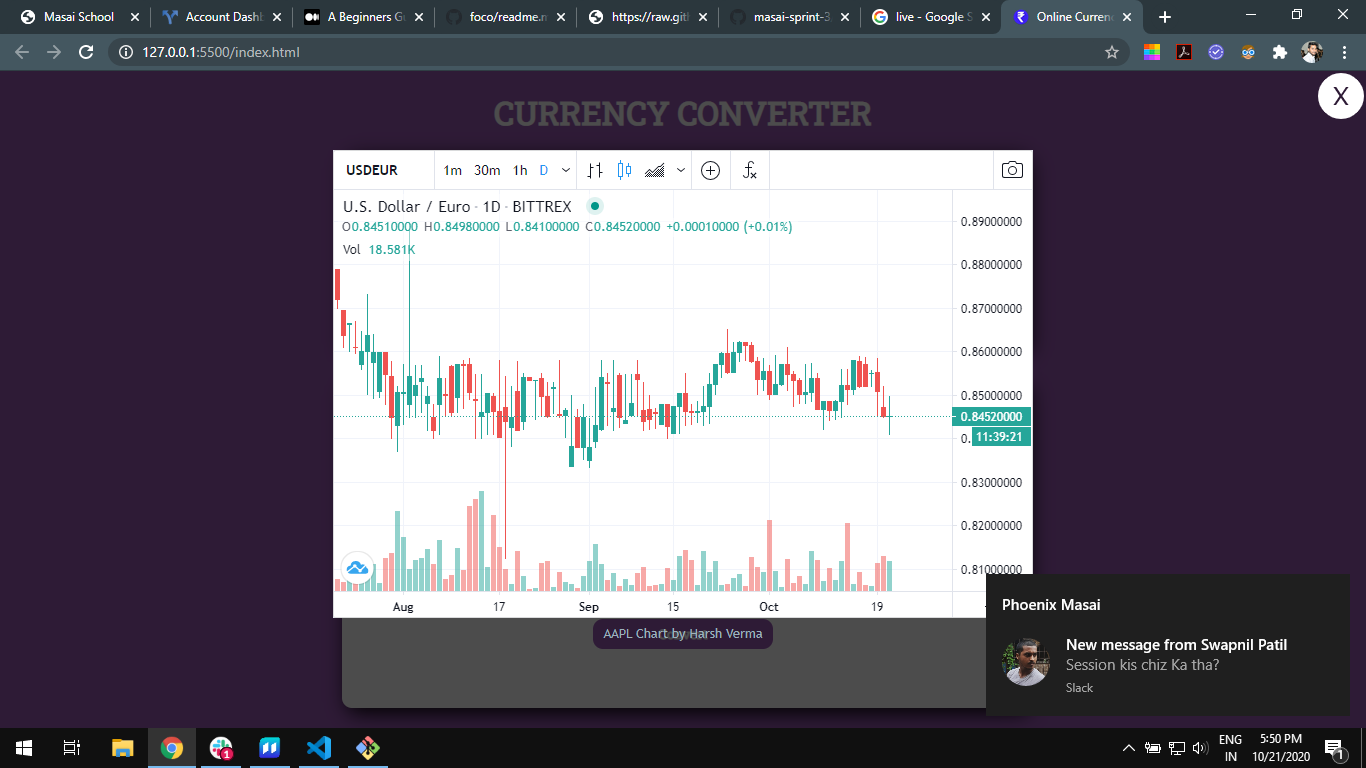 Masai School
Account Dashb
A Beginners Gu
foco/readme.m
https://raw.gith
masai-sprint-3
live - Google S
Online Currenc
127.0.0.1:5500/index.html
X
CURRENCY CONVERTER
USDEUR 1m 30m 1h D
U.S. Dollar / Euro · 1D · BITTREX
O0.84510000 H0.84980000 L0.84100000 C0.84520000 +0.00010000 (+0.01%)
Vol 18.581K
0.89000000
0.88000000
0.87000000
0.86000000
0.85000000
0.84520000
0. 11:39:21
0.83000000
0.82000000
0.81000000
Aug 17 Sep 15 Oct 19
AAPL Chart by Harsh Verma
Phoenix Masai
New message from Swapnil Patil
Session kis chiz Ka tha?
Slack
1
ENG
IN
5:50 PM
10/21/2020
1